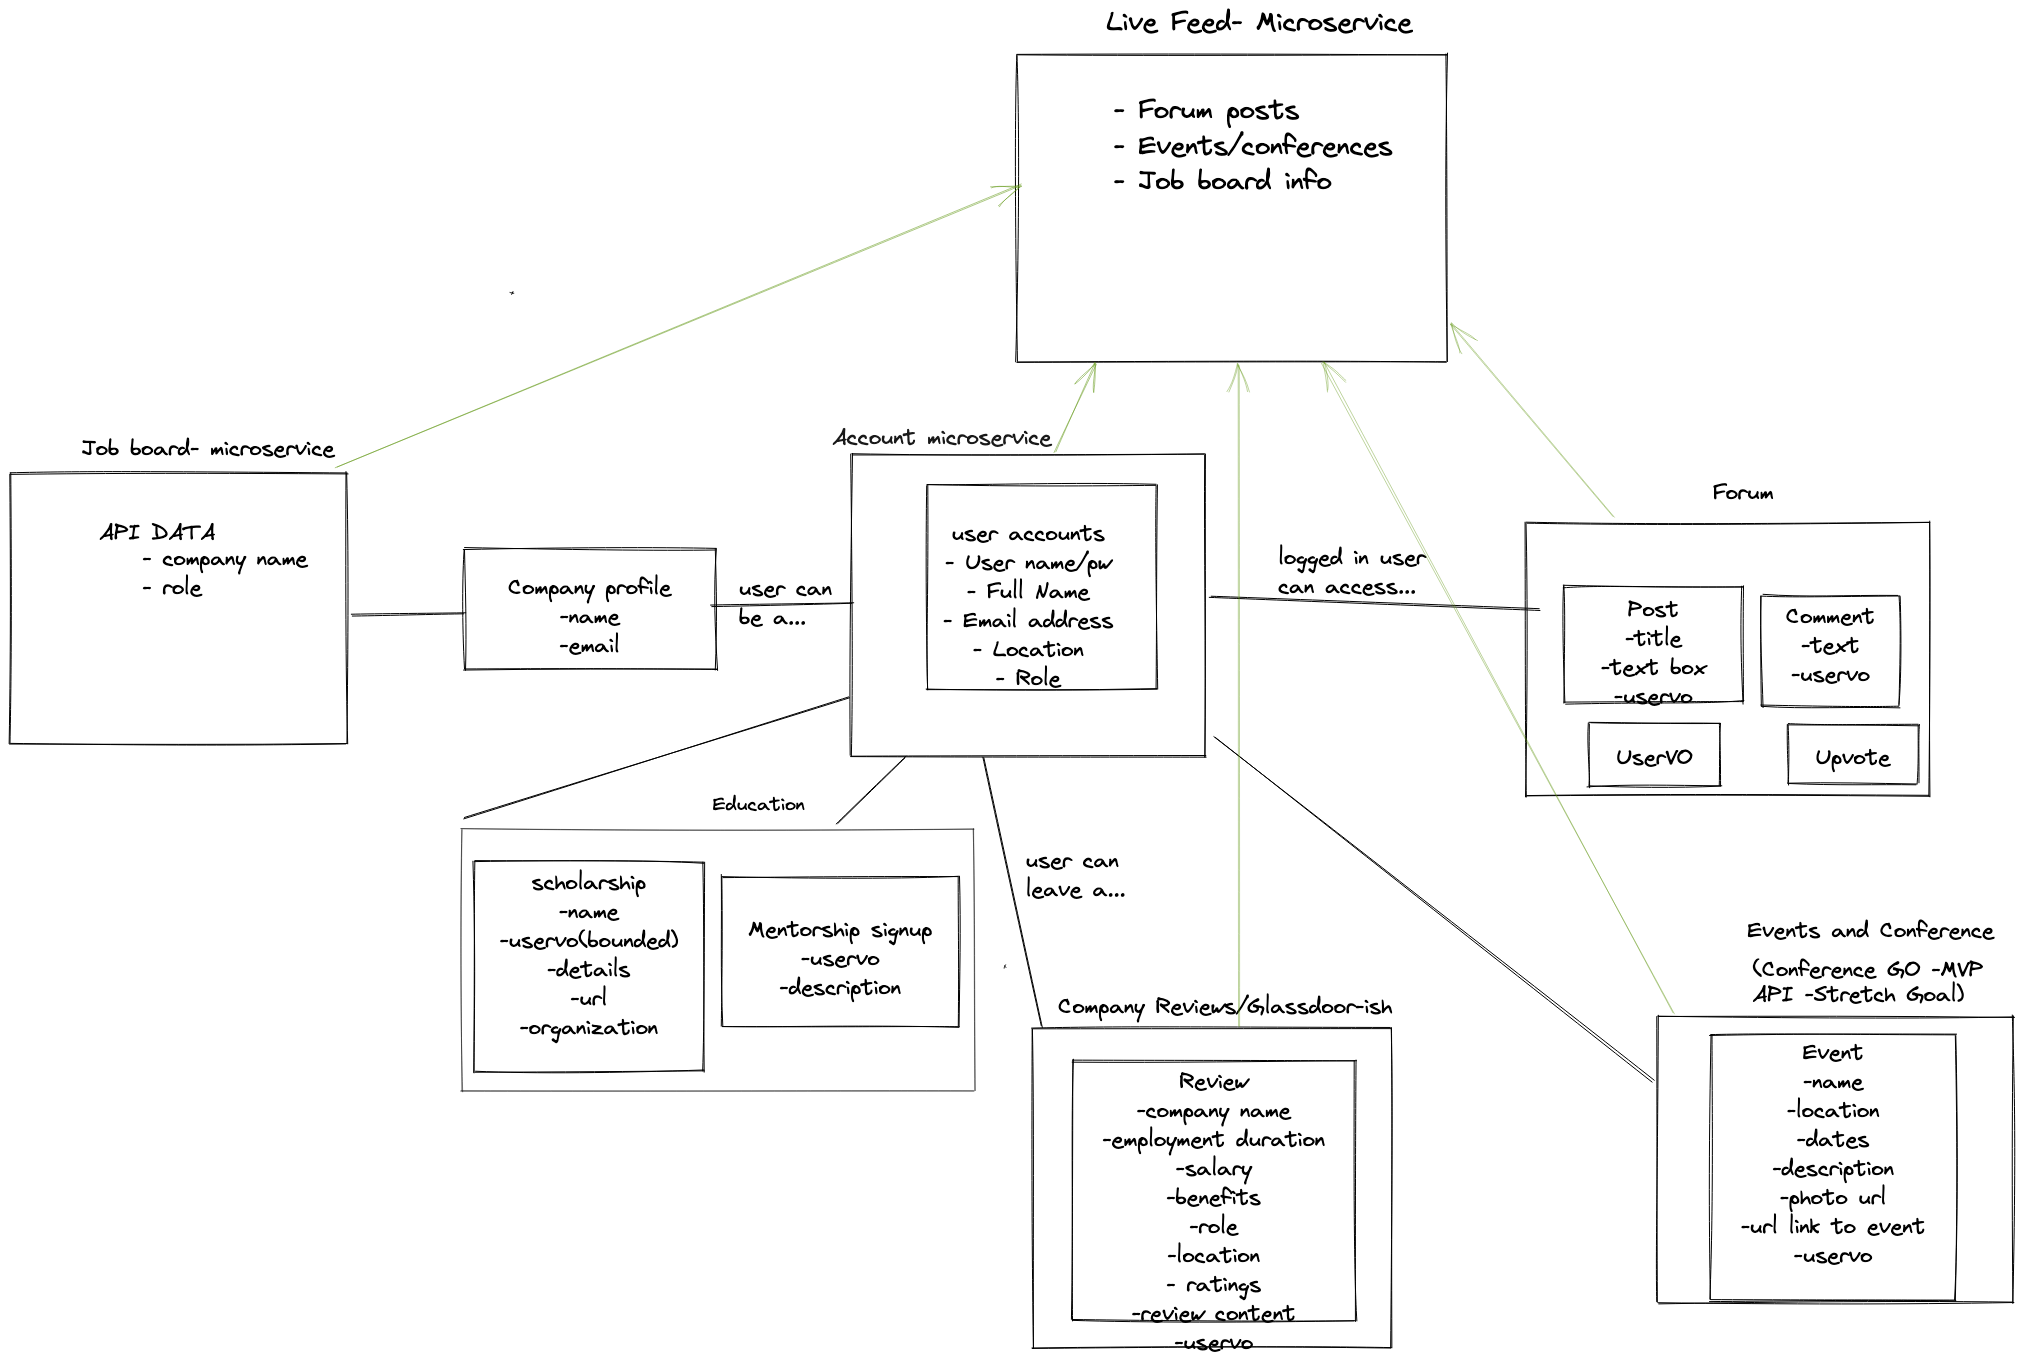 Live Feed- Microservice
- Forum posts
- Events/conferences
- Job board info
Job board- microservice
API DATA
- company name
- role
Company profile
-name
-email
user can
be a...
Account microservice
user accounts
- User name/pw
- Full Name
- Email address
- Location
- Role
logged in user
can access...
Forum
Post
-title
-text box
-uservo
Comment
-text
-uservo
UserVO
Upvote
Education
scholarship
-name
-uservo(bounded)
-details
-url
-organization
Mentorship signup
-uservo
-description
user can
leave a...
Company Reviews/Glassdoor-ish
Review
-company name
-employment duration
-salary
-benefits
-role
-location
- ratings
-review content
-uservo
Events and Conference
(Conference GO -MVP
API -Stretch Goal)
Event
-name
-location
-dates
-description
-photo url
-url link to event
-uservo